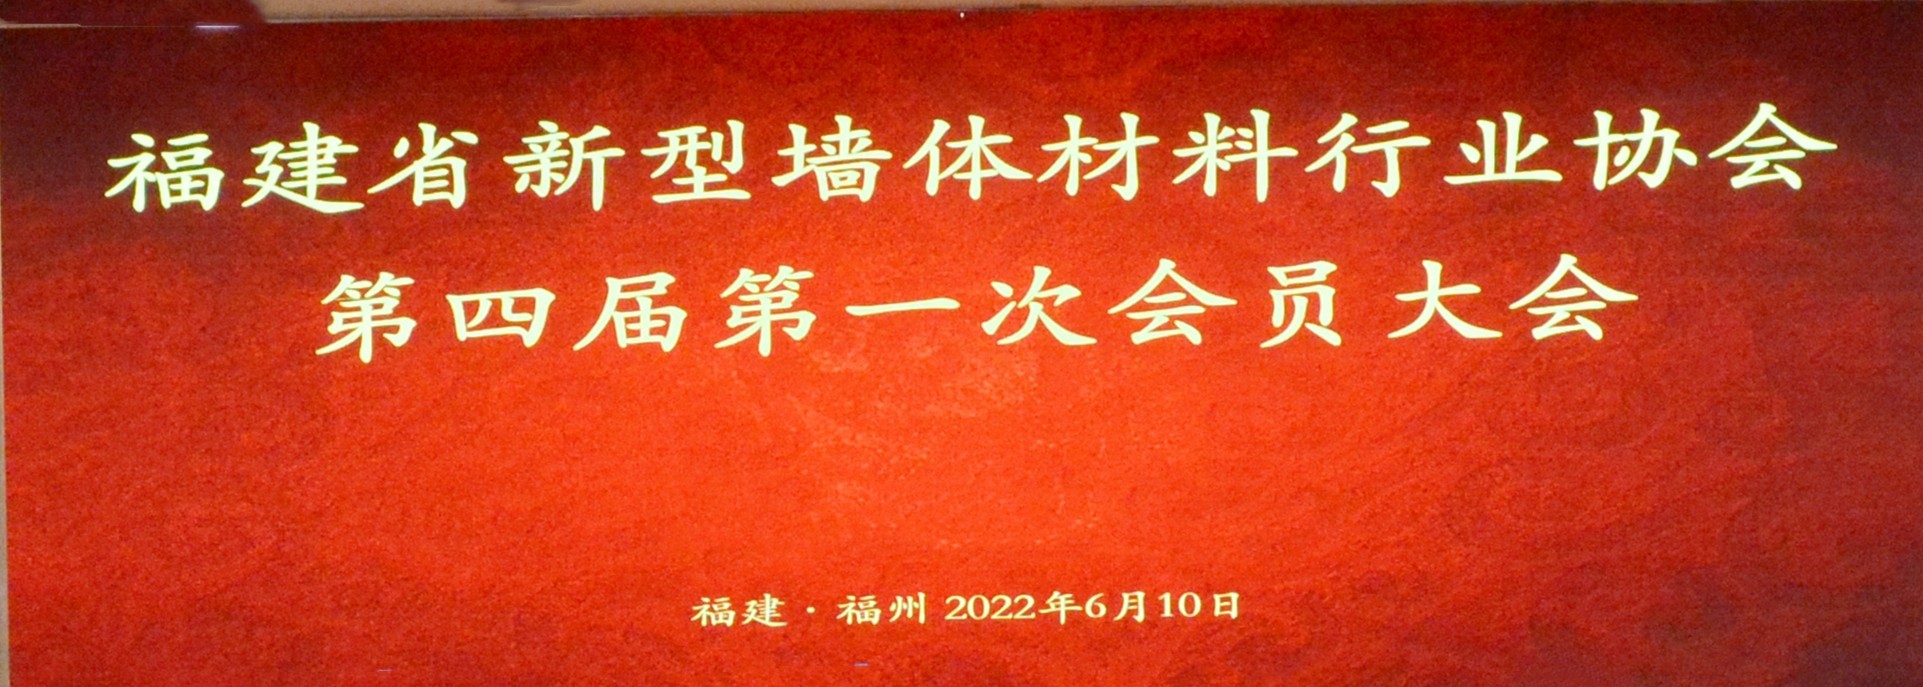 福建省新型墙体材料行业协会
第四届第一次会员大会
福建·福州 2022年6月10日